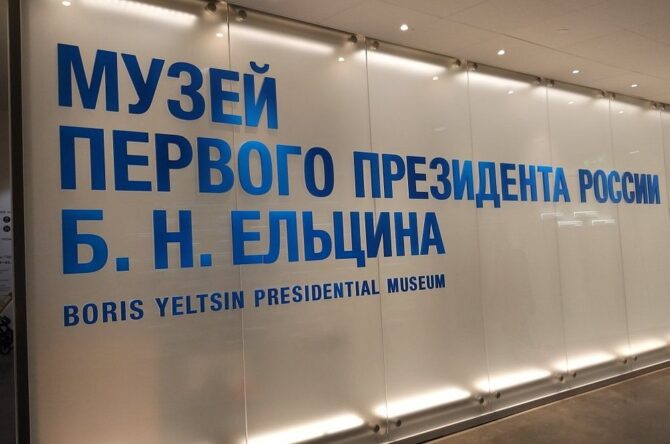 МУЗЕЙ
ПЕРВОГО ПРЕЗИДЕНТА РОССИИ
Б. Н. ЕЛЬЦИНА
BORIS YELTSIN PRESIDENTIAL MUSEUM